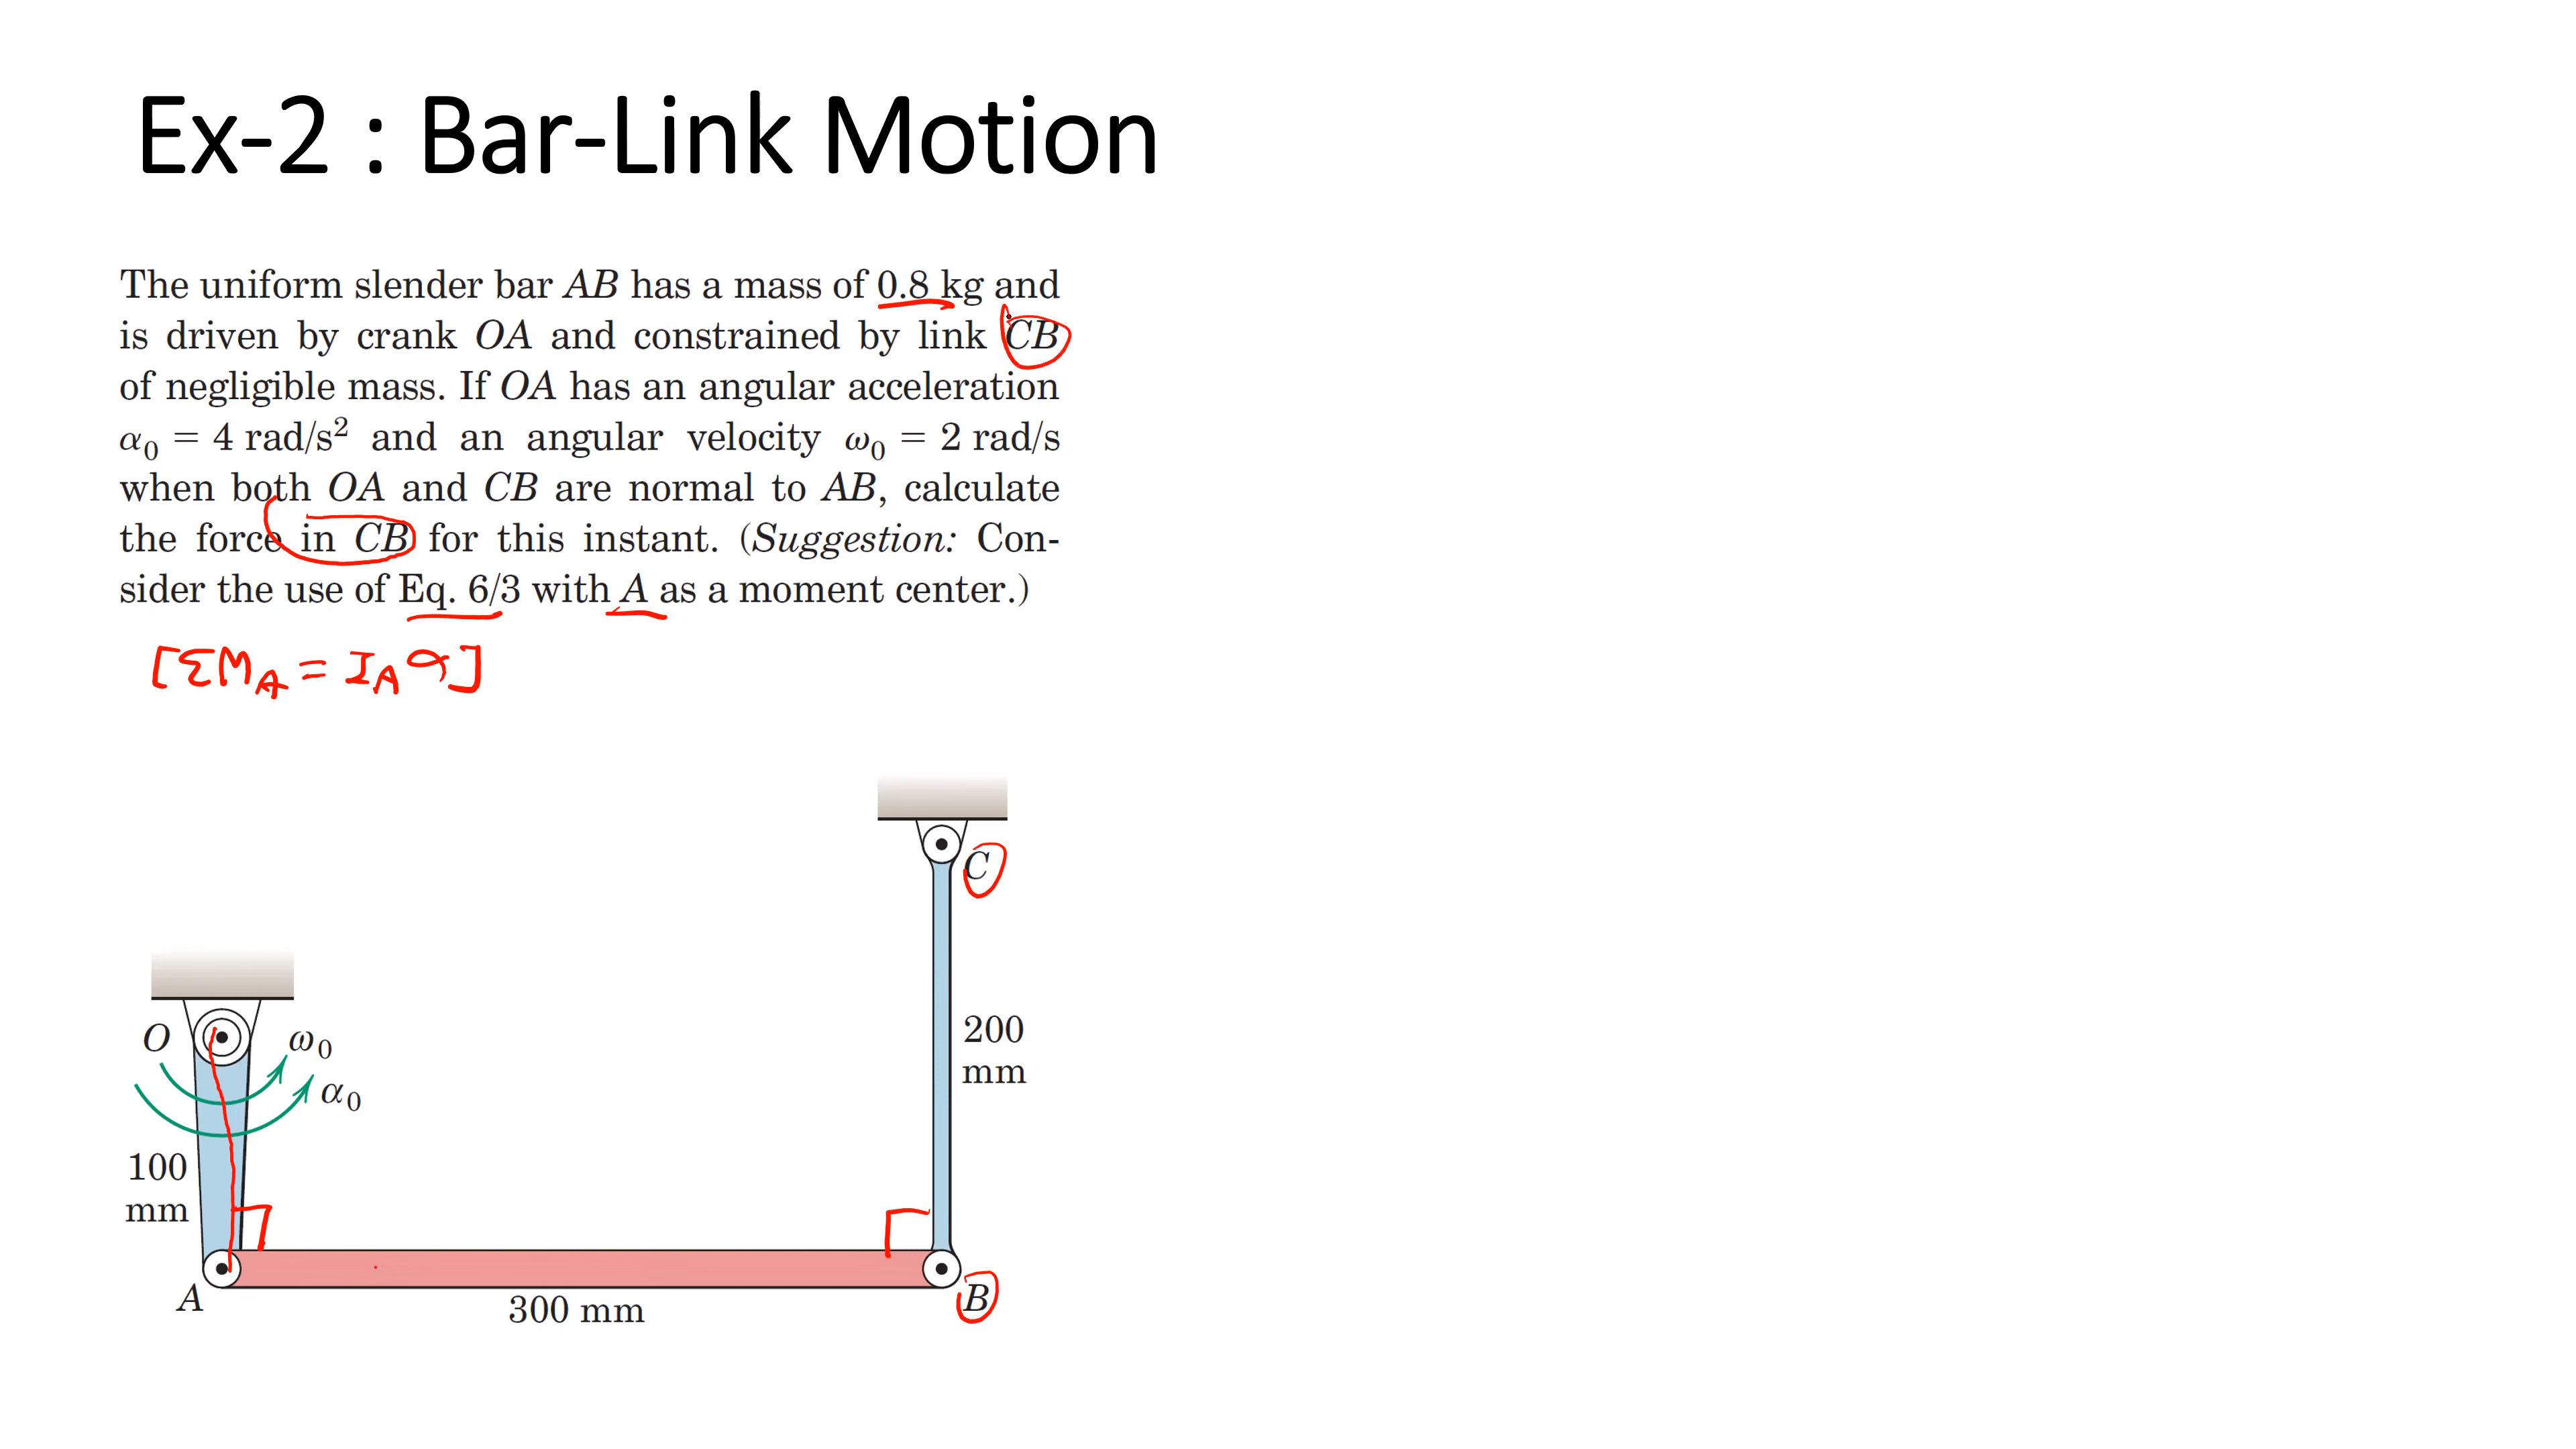 Ex-2 : Bar-Link Motion
The uniform slender bar AB has a mass of 0.8 kg and
is driven by crank OA and constrained by link CB
of negligible mass. If OA has an angular acceleration
α₀ = 4 rad/s² and an angular velocity ω₀ = 2 rad/s
when both OA and CB are normal to AB, calculate
the force in CB for this instant. (Suggestion: Con-
sider the use of Eq. 6/3 with A as a moment center.)
[ΣM_A = I_A α]
C
O
ω₀
α₀
200
mm
100
mm
A
300 mm
B